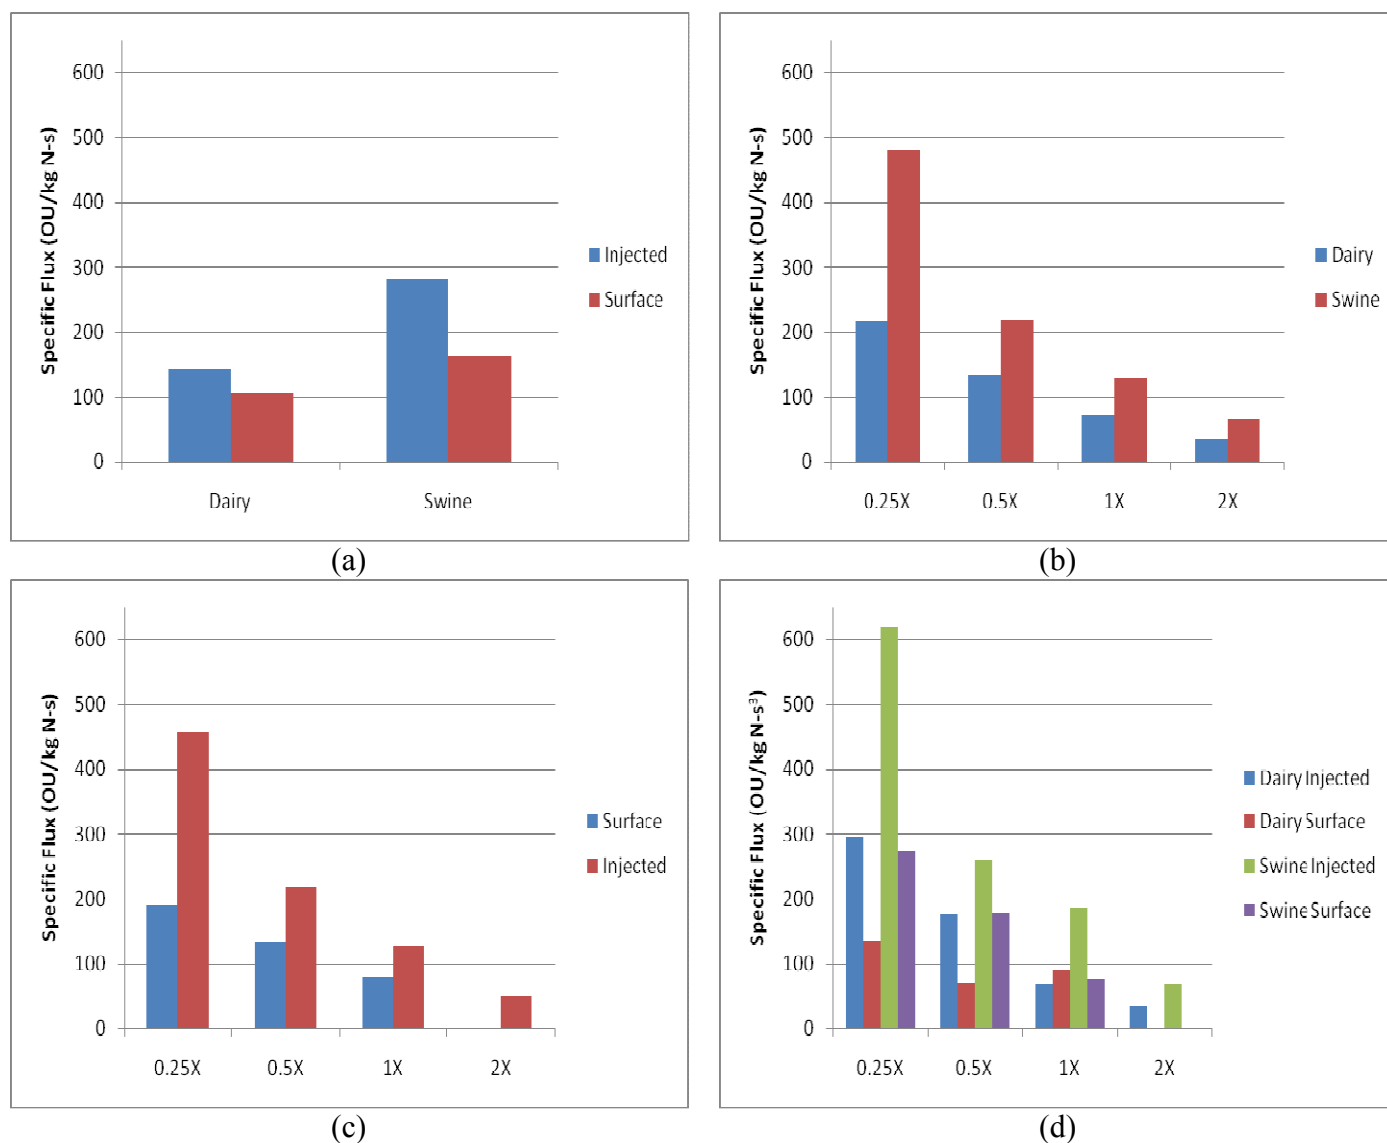 600
500
400
300
200
100
0
Specific Flux (OU/kg N-s)
Dairy
Swine
Injected
Surface
(a)
600
500
400
300
200
100
0
Specific Flux (OU/kg N-s)
0.25X
0.5X
1X
2X
Dairy
Swine
(b)
600
500
400
300
200
100
0
Specific Flux (OU/kg N-s)
0.25X
0.5X
1X
2X
Surface
Injected
(c)
600
500
400
300
200
100
0
Specific Flux (OU/kg N-s³)
0.25X
0.5X
1X
2X
Dairy Injected
Dairy Surface
Swine Injected
Swine Surface
(d)